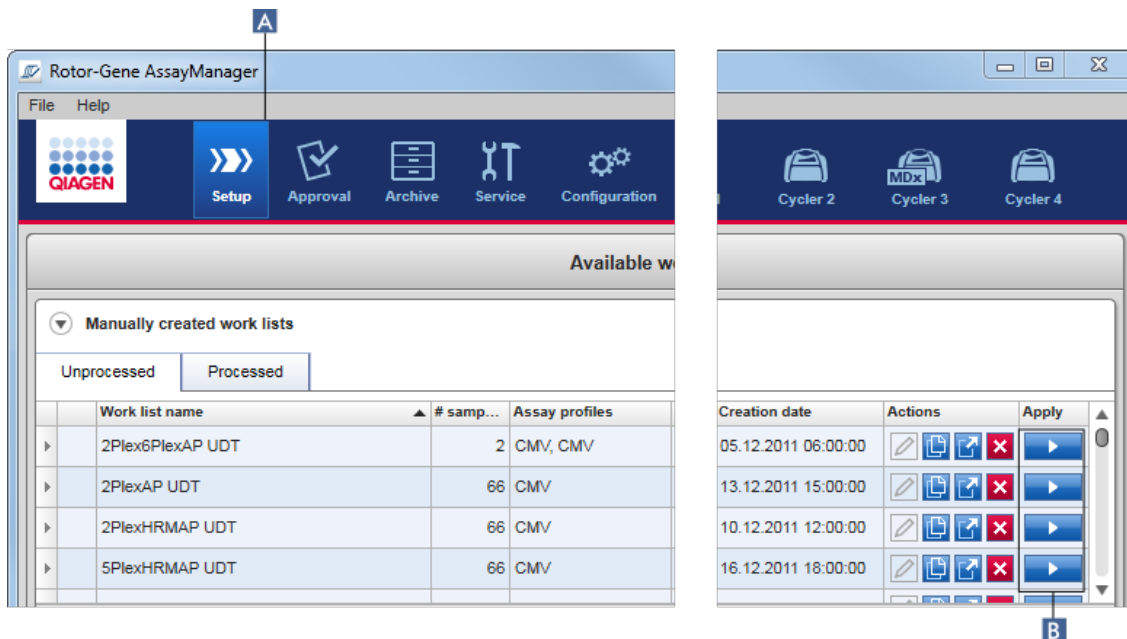 A
Rotor-Gene AssayManager
File Help
QIAGEN
Setup
Approval
Archive
Service
Configuration
Cycler 2
MDx
Cycler 3
Cycler 4
Available w
Manually created work lists
Unprocessed Processed
Work list name # samp... Assay profiles Creation date Actions Apply
2Plex6PlexAP UDT 2 CMV, CMV 05.12.2011 06:00:00
2PlexAP UDT 66 CMV 13.12.2011 15:00:00
2PlexHRMAP UDT 66 CMV 10.12.2011 12:00:00
5PlexHRMAP UDT 66 CMV 16.12.2011 18:00:00
B